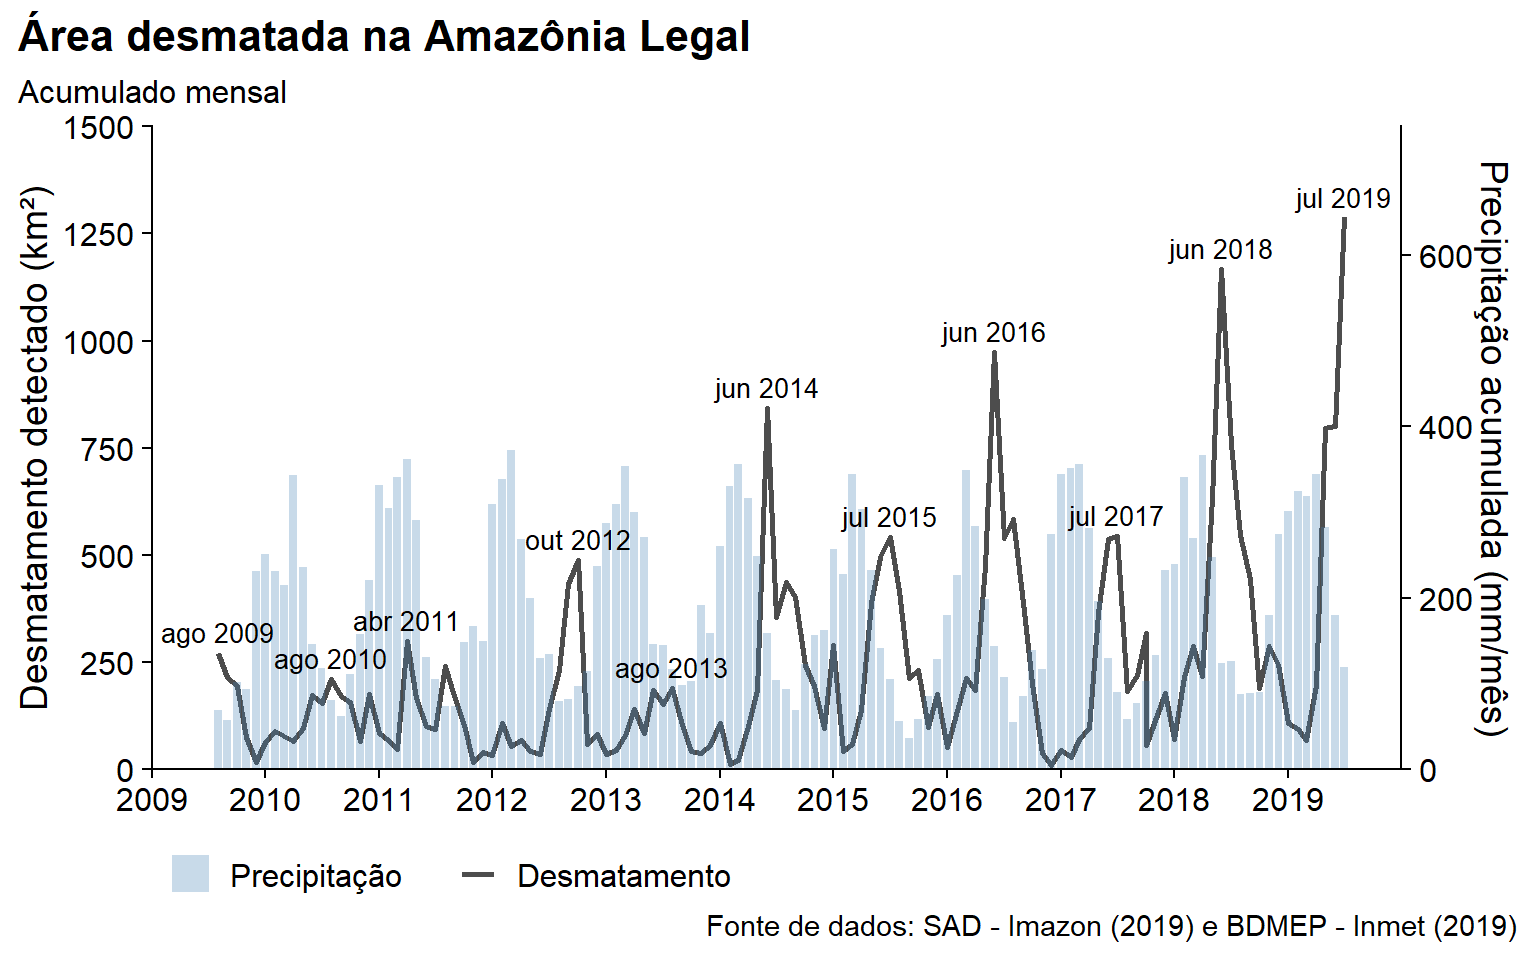 Área desmatada na Amazônia Legal
Acumulado mensal
Desmatamento detectado (km²)
1500
1250
1000
750
500
250
0
ago 2009
ago 2010
abr 2011
out 2012
ago 2013
jun 2014
jul 2015
jun 2016
jul 2017
jun 2018
jul 2019
600
400
200
0
Precipitação acumulada (mm/mês)
2009 2010 2011 2012 2013 2014 2015 2016 2017 2018 2019
Precipitação Desmatamento
Fonte de dados: SAD - Imazon (2019) e BDMEP - Inmet (2019)